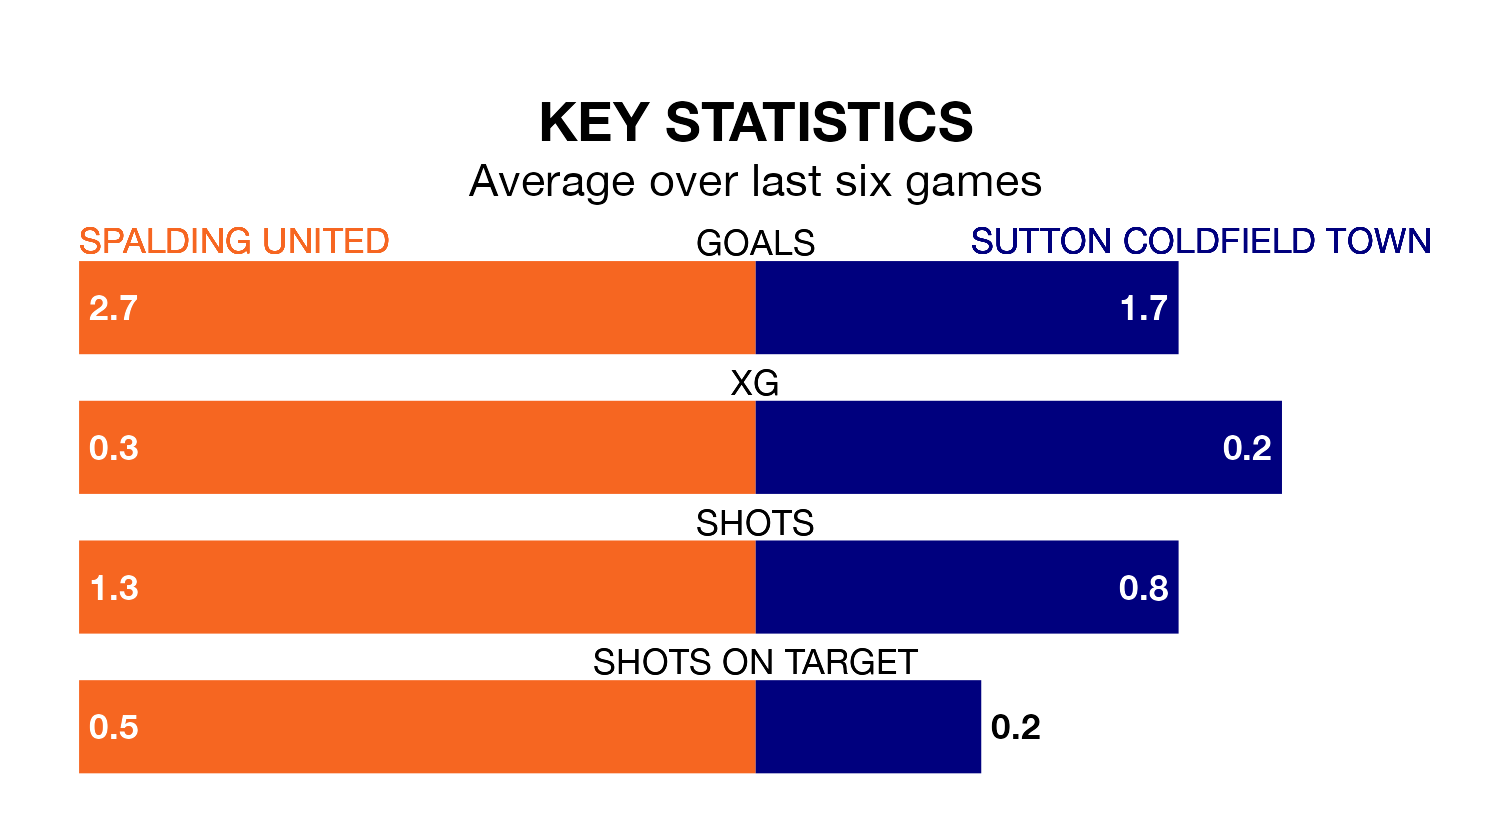 KEY STATISTICS
Average over last six games
SPALDING UNITED GOALS SUTTON COLDFIELD TOWN
2.7 1.7
XG
0.3 0.2
SHOTS
1.3 0.8
SHOTS ON TARGET
0.5 0.2